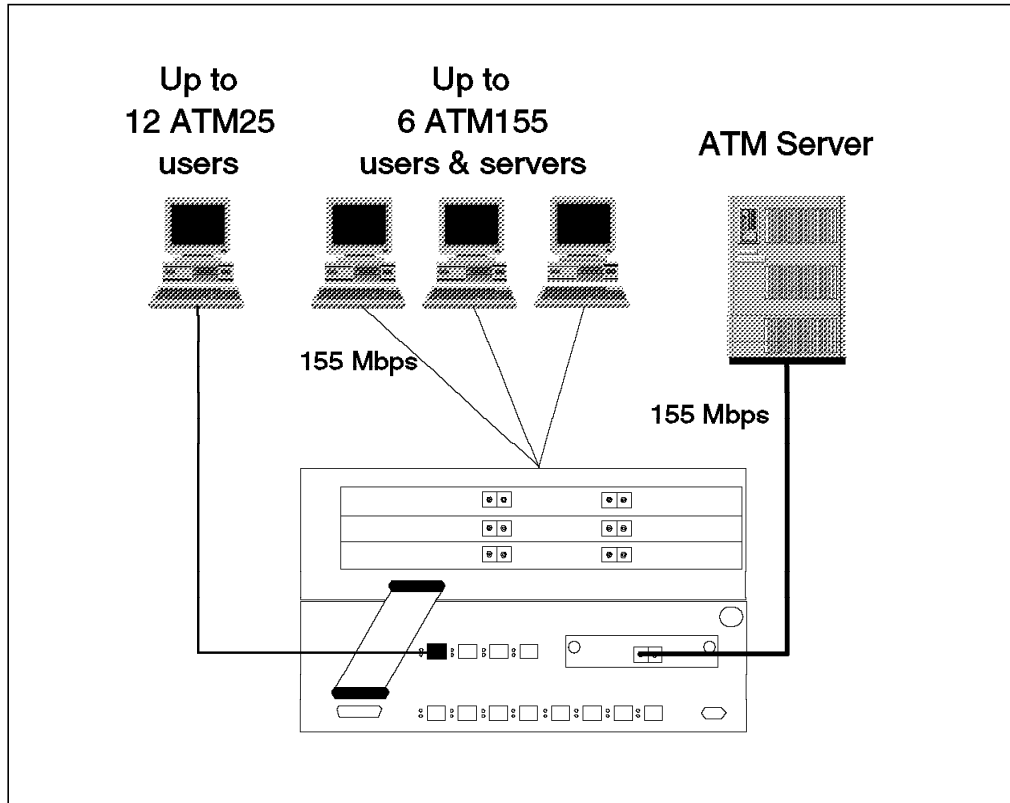 Up to
12 ATM25
users
Up to
6 ATM155
users & servers
ATM Server
155 Mbps
155 Mbps